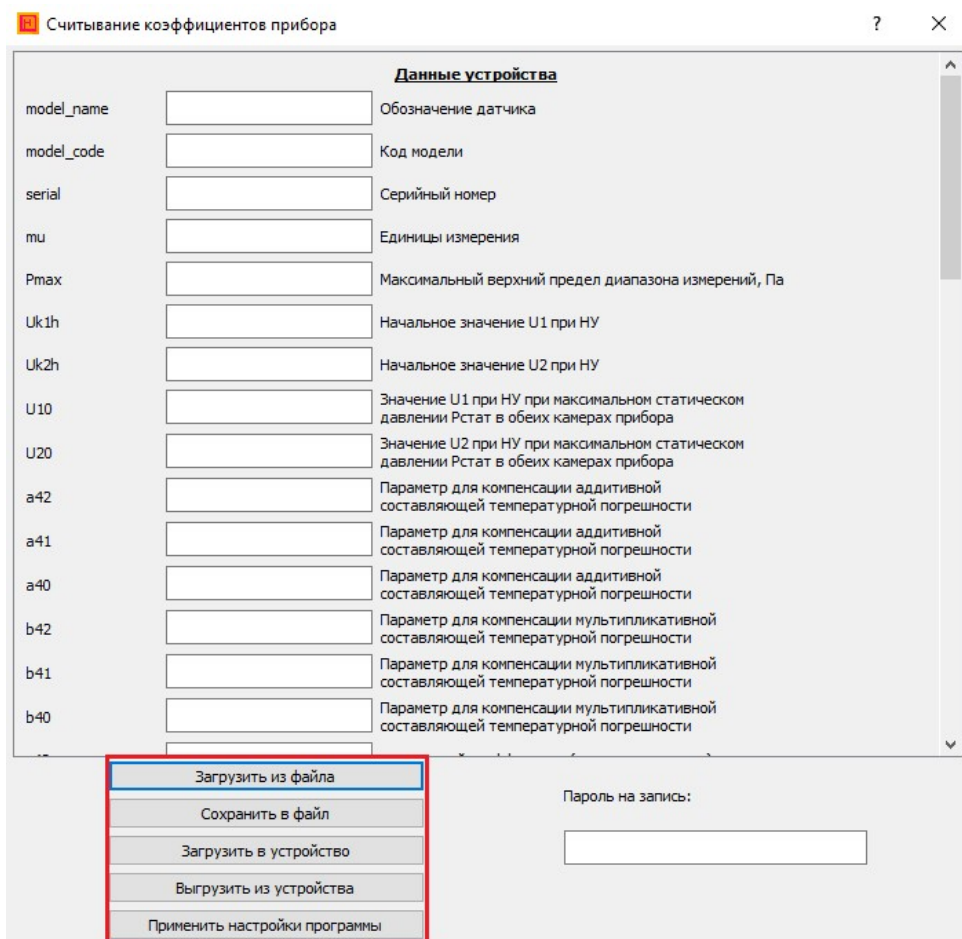 Считывание коэффициентов прибора
?
Данные устройства
model_name Обозначение датчика
model_code Код модели
serial Серийный номер
mu Единицы измерения
Pmax Максимальный верхний предел диапазона измерений, Па
Uk1h Начальное значение U1 при НУ
Uk2h Начальное значение U2 при НУ
U10 Значение U1 при НУ при максимальном статическом
давлении Рстат в обеих камерах прибора
U20 Значение U2 при НУ при максимальном статическом
давлении Рстат в обеих камерах прибора
a42 Параметр для компенсации аддитивной
составляющей температурной погрешности
a41 Параметр для компенсации аддитивной
составляющей температурной погрешности
a40 Параметр для компенсации аддитивной
составляющей температурной погрешности
b42 Параметр для компенсации мультипликативной
составляющей температурной погрешности
b41 Параметр для компенсации мультипликативной
составляющей температурной погрешности
b40 Параметр для компенсации мультипликативной
составляющей температурной погрешности
Загрузить из файла
Сохранить в файл
Загрузить в устройство
Выгрузить из устройства
Применить настройки программы
Пароль на запись: